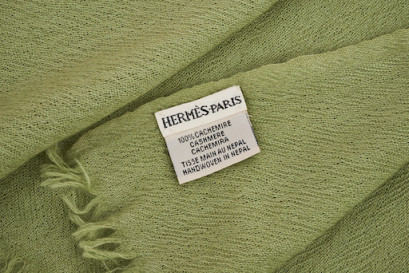 HERMÈS-PARIS
100% CACHEMIRE
CASHMERE
CACHEMIRA
TISSE MAIN AU NEPAL
HANDWOVEN IN NEPAL